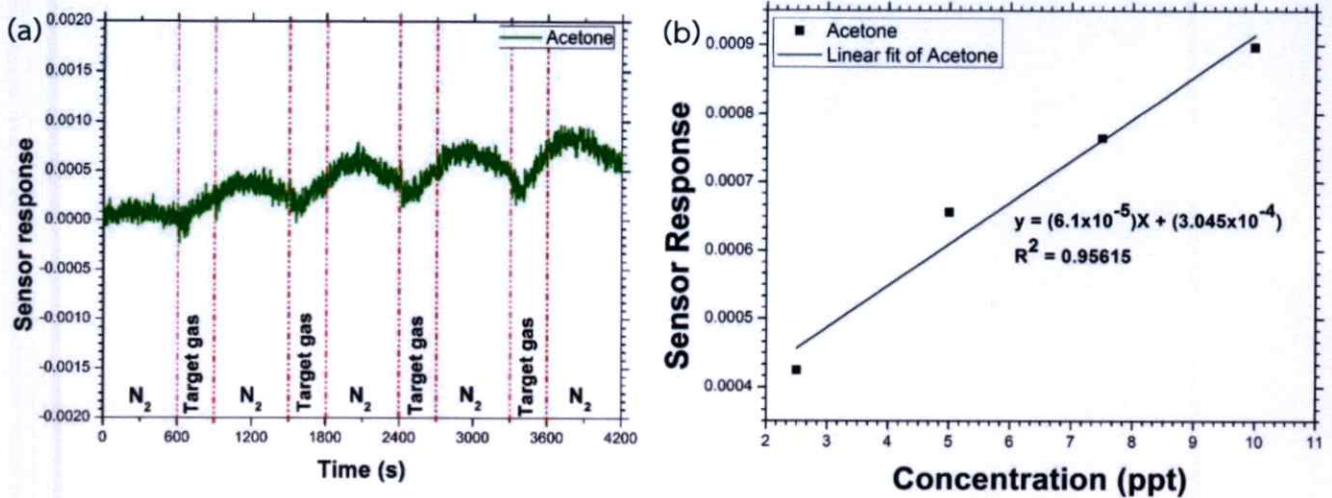 (a)
0.0020
0.0015
0.0010
0.0005
0.0000
-0.0005
-0.0010
-0.0015
-0.0020
Sensor response
Acetone
N₂
Target gas
N₂
Target gas
N₂
Target gas
N₂
Target gas
N₂
0 600 1200 1800 2400 3000 3600 4200
Time (s)
(b)
0.0009
0.0008
0.0007
0.0006
0.0005
0.0004
Sensor Response
Acetone
Linear fit of Acetone
y = (6.1x10⁻⁵)X + (3.045x10⁻⁴)
R² = 0.95615
2 3 4 5 6 7 8 9 10 11
Concentration (ppt)